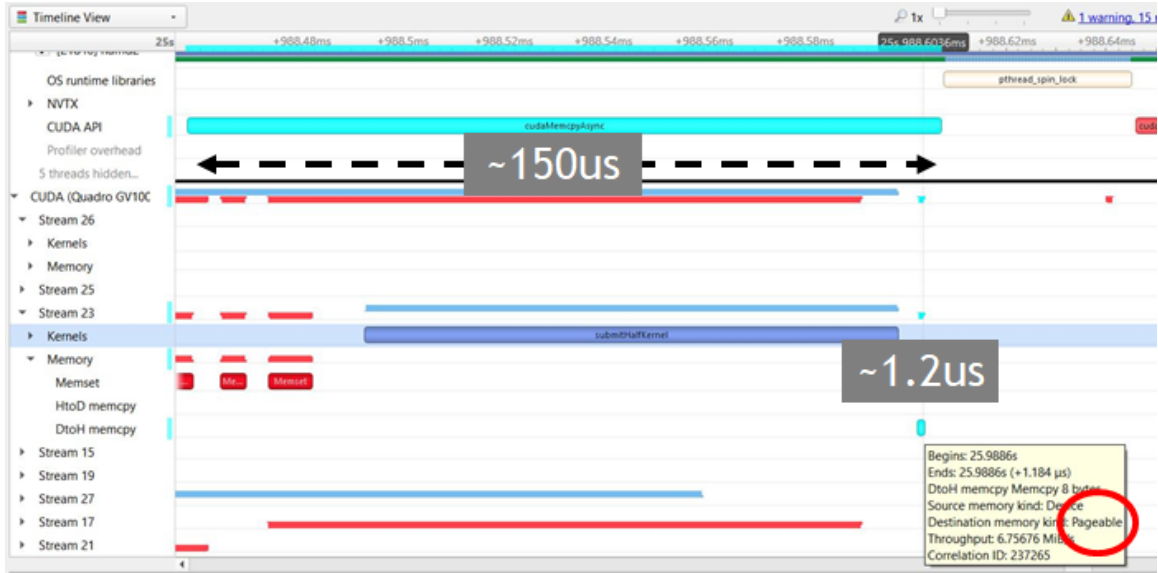 Timeline View
1x
1 warning, 15
25s
+988.48ms
+988.5ms
+988.52ms
+988.54ms
+988.56ms
+988.58ms
25s 988.6036ms
+988.62ms
+988.64ms
OS runtime libraries
pthread_spin_lock
NVTX
CUDA API
cudaMemcpyAsync
Profiler overhead
~150us
5 threads hidden...
CUDA (Quadro GV10C
Stream 26
Kernels
Memory
Stream 25
Stream 23
Kernels
submitHalfKernel
Memory
~1.2us
Memset
Me...
Memset
HtoD memcpy
DtoH memcpy
Stream 15
Stream 19
Stream 27
Stream 17
Stream 21
Begins: 25.9886s
Ends: 25.9886s (+1.184 μs)
DtoH memcpy Memcpy 8 bytes
Source memory kind: Device
Destination memory kind: Pageable
Throughput: 6.75676 MiB/s
Correlation ID: 237265